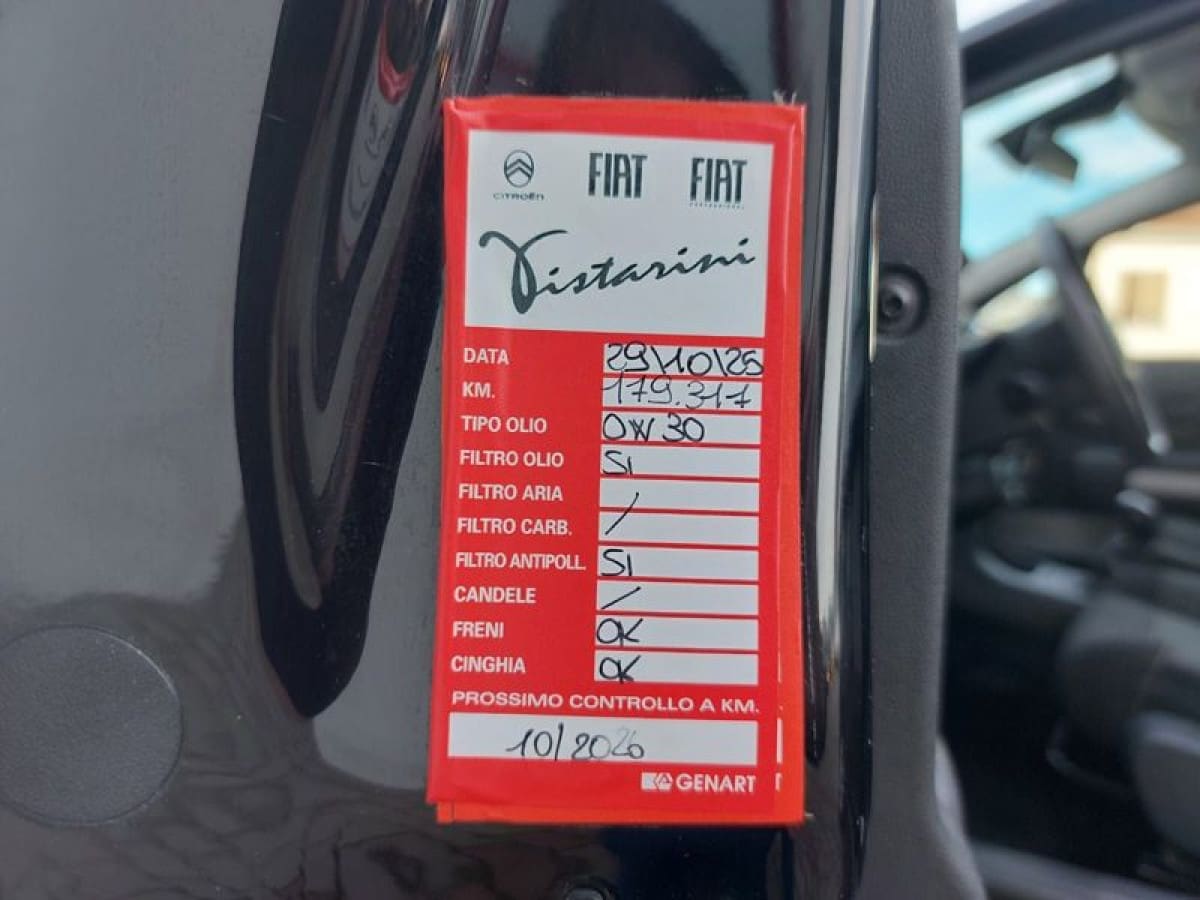 CITROËN FIAT FIAT
PROFESSIONAL
Vistarini
DATA 29\10\25
KM. 179.317
TIPO OLIO 0W30
FILTRO OLIO SI
FILTRO ARIA
FILTRO CARB. /
FILTRO ANTIPOLL. SI
CANDELE /
FRENI OK
CINGHIA OK
PROSSIMO CONTROLLO A KM.
10/2026
GENART